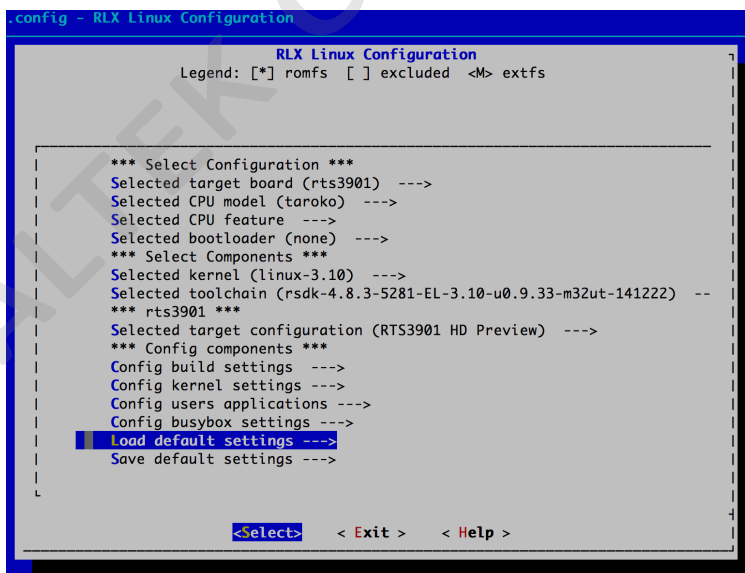 .config - RLX Linux Configuration
RLX Linux Configuration
Legend: [*] romfs  [ ] excluded  <M> extfs
*** Select Configuration ***
Selected target board (rts3901)  --->
Selected CPU model (taroko)  --->
Selected CPU feature  --->
Selected bootloader (none)  --->
*** Select Components ***
Selected kernel (linux-3.10)  --->
Selected toolchain (rsdk-4.8.3-5281-EL-3.10-u0.9.33-m32ut-141222)  --
*** rts3901 ***
Selected target configuration (RTS3901 HD Preview)  --->
*** Config components ***
Config build settings  --->
Config kernel settings --->
Config users applications --->
Config busybox settings --->
Load default settings --->
Save default settings --->
<Select>    < Exit >    < Help >